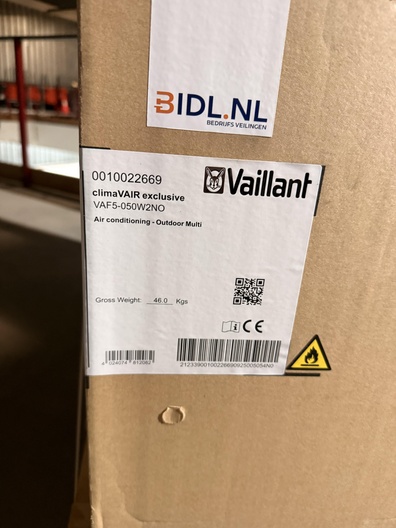 BIDL.NL
BEDRIJFS VEILINGEN
0010022669
Vaillant
climaVAIR exclusive
VAF5-050W2NO
Air conditioning - Outdoor Multi
Gross Weight: 46.0 Kgs
i
CE